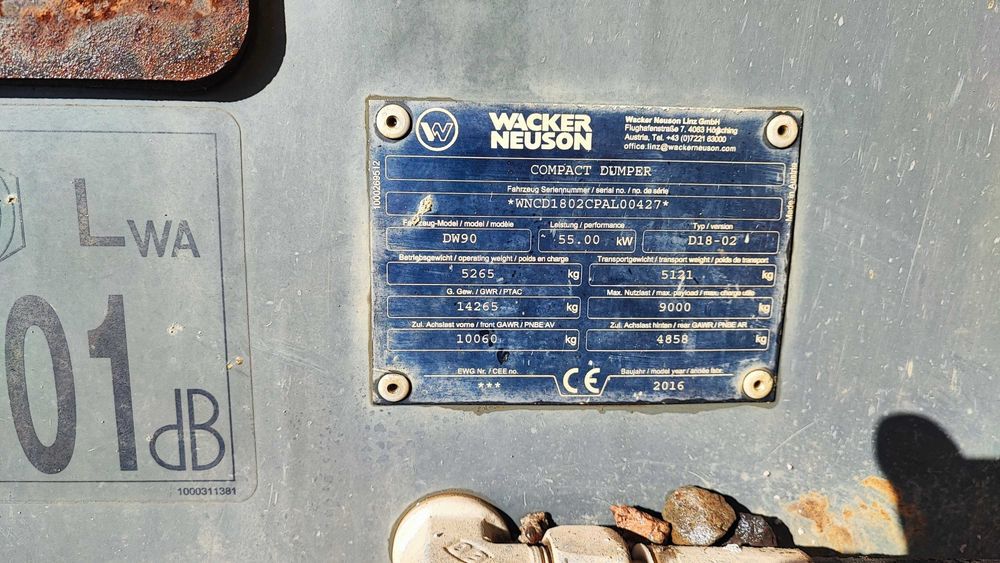 LWA
01 dB
1000311381
1000269512
WACKER
NEUSON
Wacker Neuson Linz GmbH
Flughafenstraße 7, 4063 Hörsching
Austria, Tel. +43 (0)7221 63000
office.linz@wackerneuson.com
COMPACT DUMPER
Fahrzeug Seriennummer / serial no. / no. de série
*WNCD1802CPAL00427*
Fahrzeug-Model / model / modèle
Leistung / performance
Typ / version
DW90
55.00 kW
D18-02
Betriebsgewicht / operating weight / poids en charge
Transportgewicht / transport weight / poids de transport
5265 kg
5121 kg
G. Gew. / GWR / PTAC
Max. Nutzlast / max. payload / max. charge utile
14265 kg
9000 kg
Zul. Achslast vorne / front GAWR / PNBE AV
Zul. Achslast hinten / rear GAWR / PNBE AR
10060 kg
4858 kg
EWG Nr. / CEE no.
CE
Baujahr / model year / année fabr.
***
2016
Made in Austria